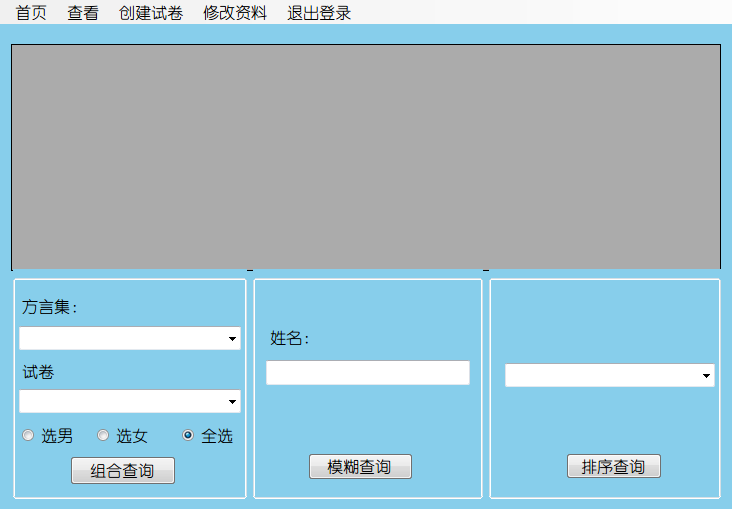 首页 查看 创建试卷 修改资料 退出登录
方言集:
试卷
选男 选女 全选
组合查询
姓名:
模糊查询
排序查询